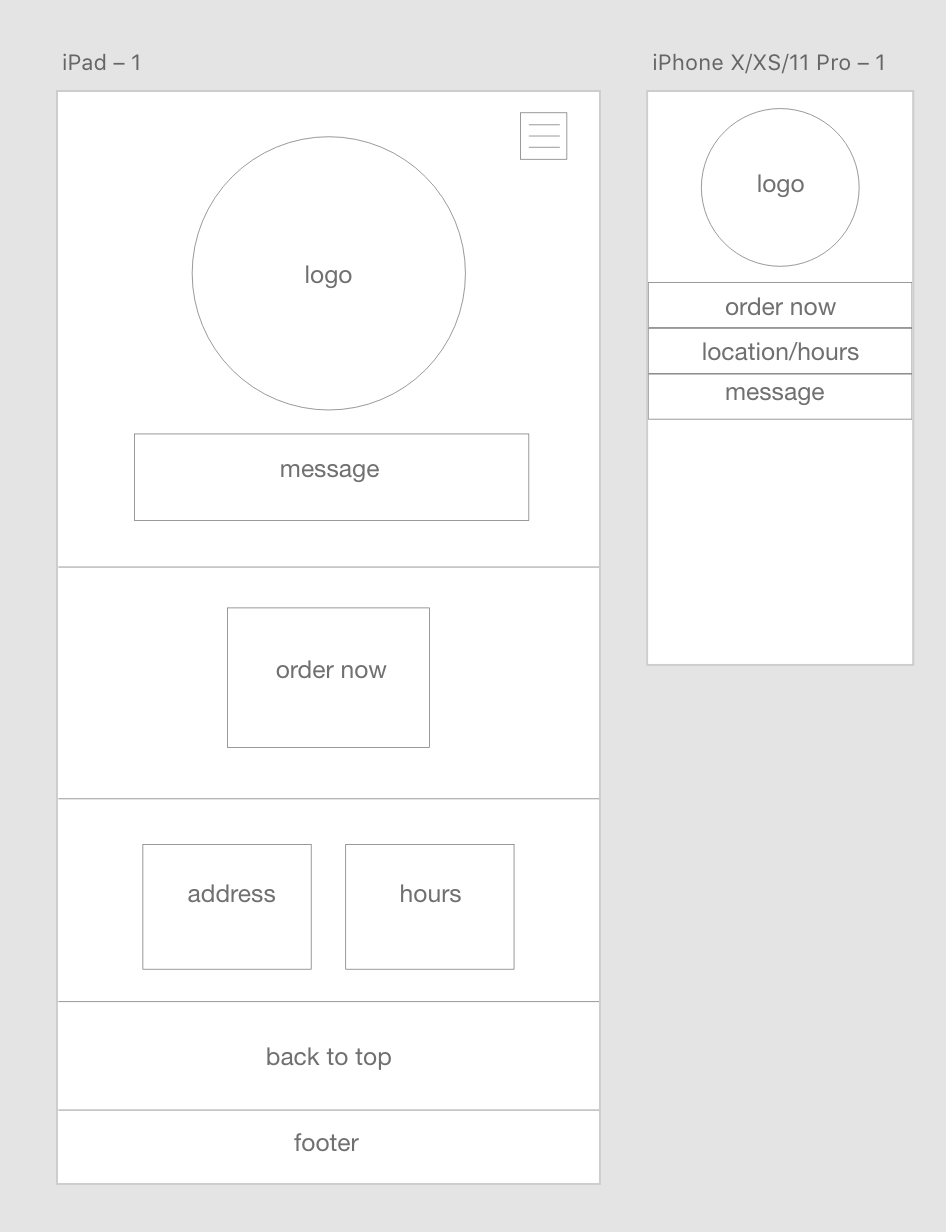 iPad – 1
logo
message
order now
address
hours
back to top
footer
iPhone X/XS/11 Pro – 1
logo
order now
location/hours
message